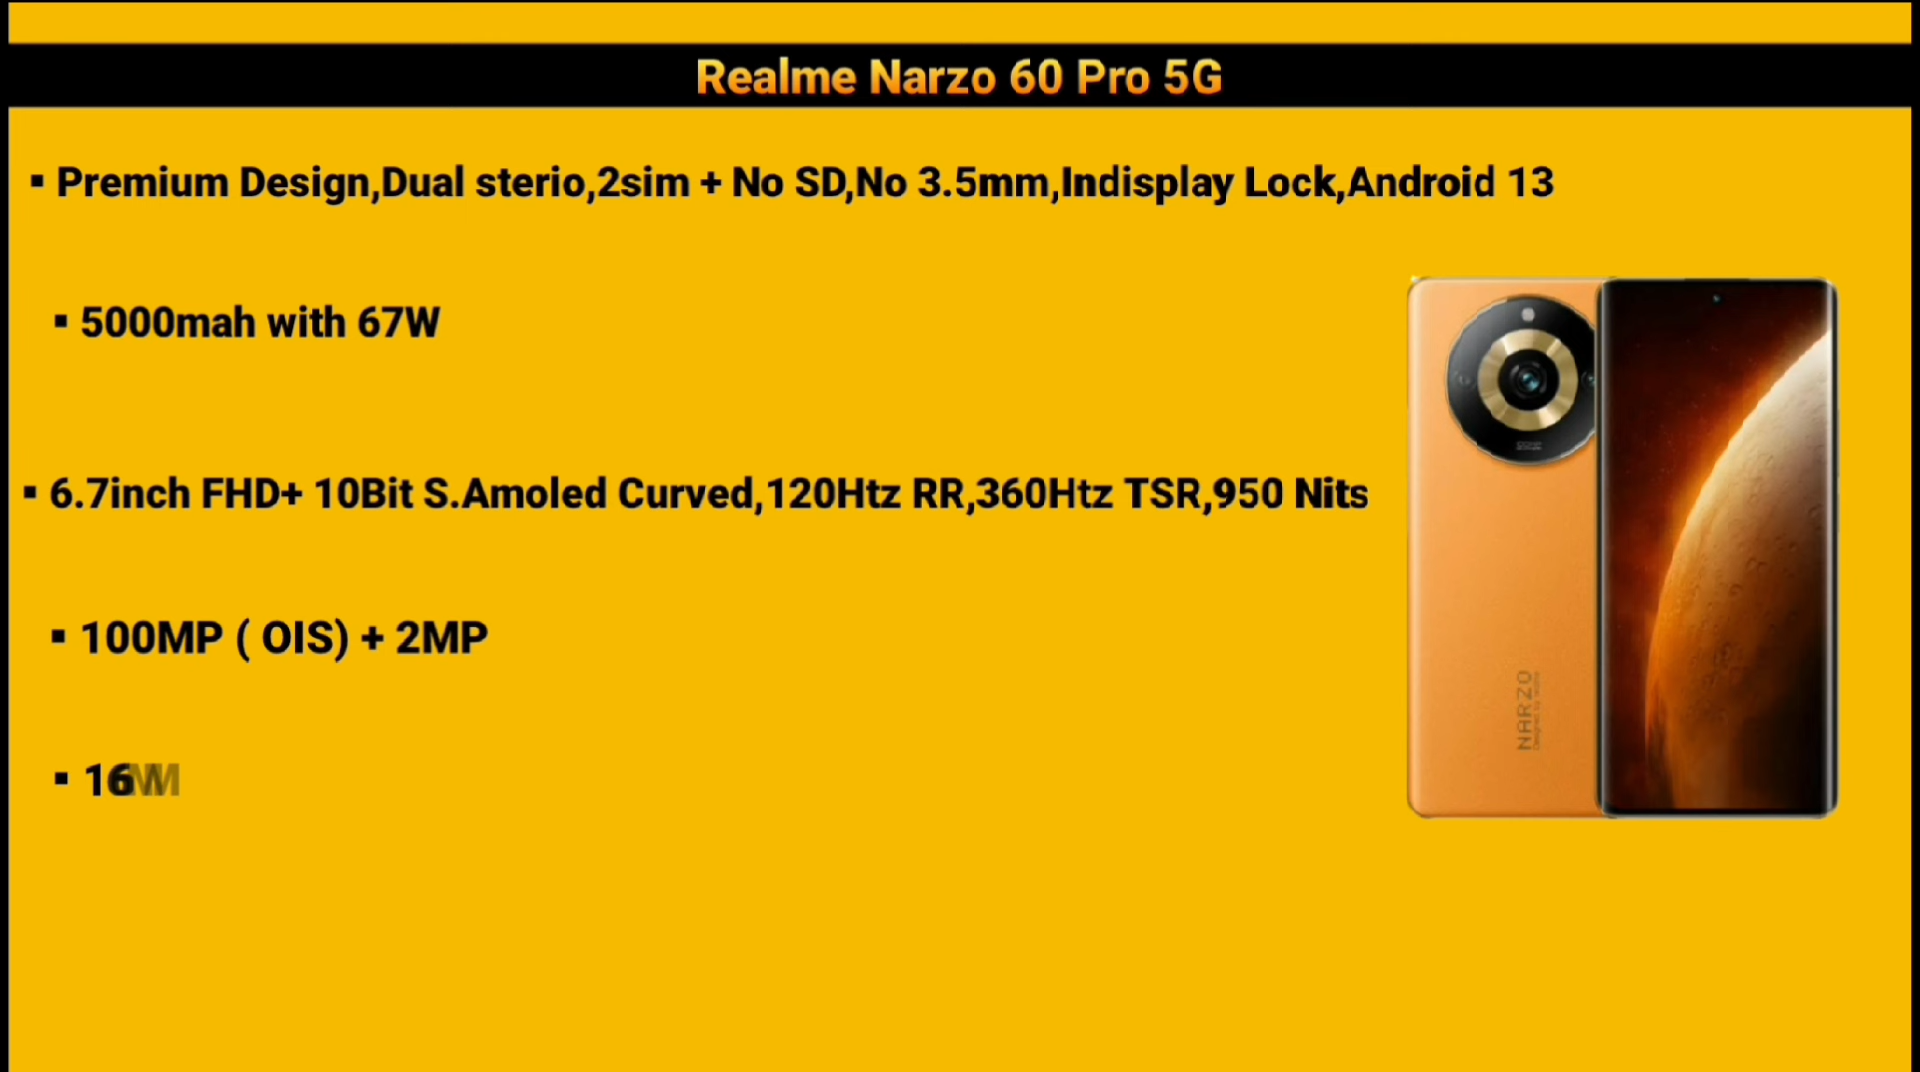 Realme Narzo 60 Pro 5G
▪ Premium Design,Dual sterio,2sim + No SD,No 3.5mm,Indisplay Lock,Android 13
▪ 5000mah with 67W
▪ 6.7inch FHD+ 10Bit S.Amoled Curved,120Htz RR,360Htz TSR,950 Nits
▪ 100MP ( OIS) + 2MP
▪ 16
NARZO